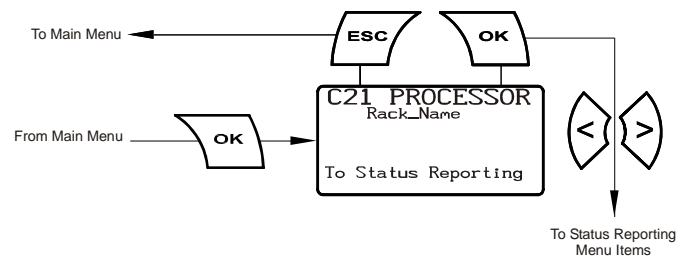 To Main Menu
ESC
OK
C21 PROCESSOR
Rack_Name
From Main Menu
OK
<
>
To Status Reporting
To Status Reporting
Menu Items